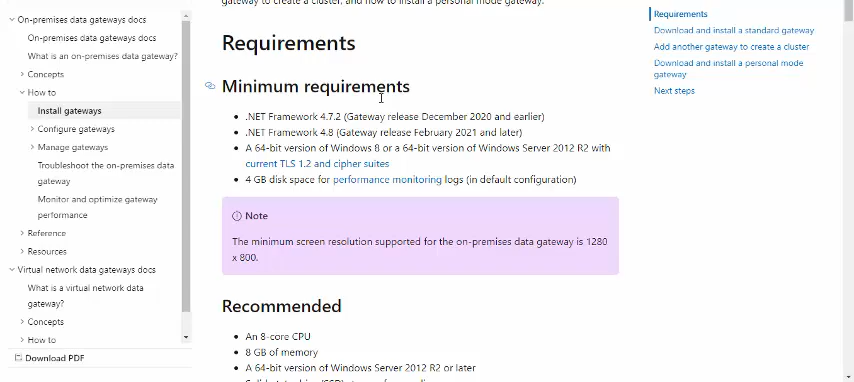 On-premises data gateways docs
On-premises data gateways docs
What is an on-premises data gateway?
Concepts
How to
Install gateways
Configure gateways
Manage gateways
Troubleshoot the on-premises data
gateway
Monitor and optimize gateway
performance
Reference
Resources
Virtual network data gateways docs
What is a virtual network data
gateway?
Concepts
How to
Download PDF
gateway to create a cluster, and how to install a personal mode gateway.
Requirements
Minimum requirements
.NET Framework 4.7.2 (Gateway release December 2020 and earlier)
.NET Framework 4.8 (Gateway release February 2021 and later)
A 64-bit version of Windows 8 or a 64-bit version of Windows Server 2012 R2 with
current TLS 1.2 and cipher suites
4 GB disk space for performance monitoring logs (in default configuration)
Note
The minimum screen resolution supported for the on-premises data gateway is 1280
x 800.
Recommended
An 8-core CPU
8 GB of memory
A 64-bit version of Windows Server 2012 R2 or later
Requirements
Download and install a standard gateway
Add another gateway to create a cluster
Download and install a personal mode
gateway
Next steps